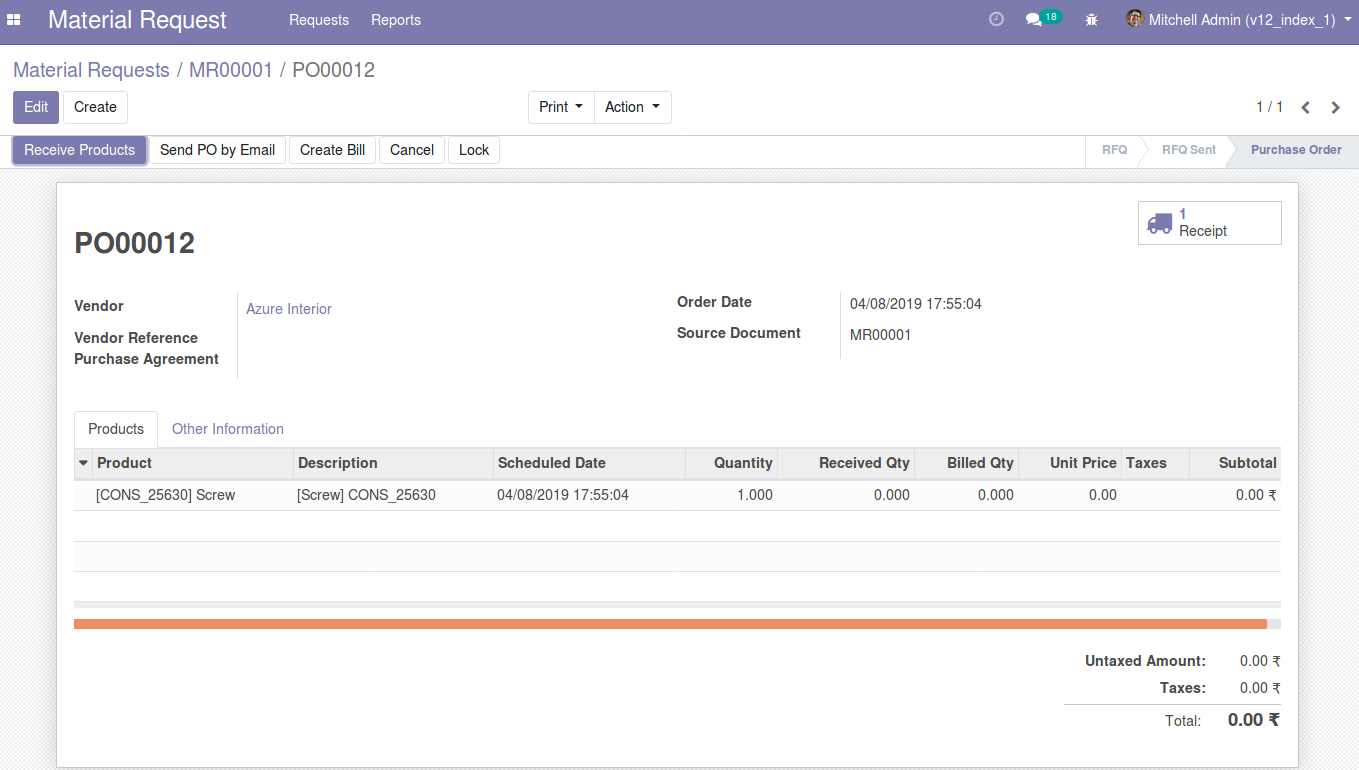 Material Request Requests Reports 18 Mitchell Admin (v12_index_1)
Material Requests / MR00001 / PO00012
Edit Create Print Action 1 / 1
Receive Products Send PO by Email Create Bill Cancel Lock RFQ RFQ Sent Purchase Order
1
Receipt
PO00012
Vendor Azure Interior Order Date 04/08/2019 17:55:04
Vendor Reference Source Document MR00001
Purchase Agreement
Products Other Information
Product Description Scheduled Date Quantity Received Qty Billed Qty Unit Price Taxes Subtotal
[CONS_25630] Screw [Screw] CONS_25630 04/08/2019 17:55:04 1.000 0.000 0.000 0.00 0.00 ₹
Untaxed Amount: 0.00 ₹
Taxes: 0.00 ₹
Total: 0.00 ₹